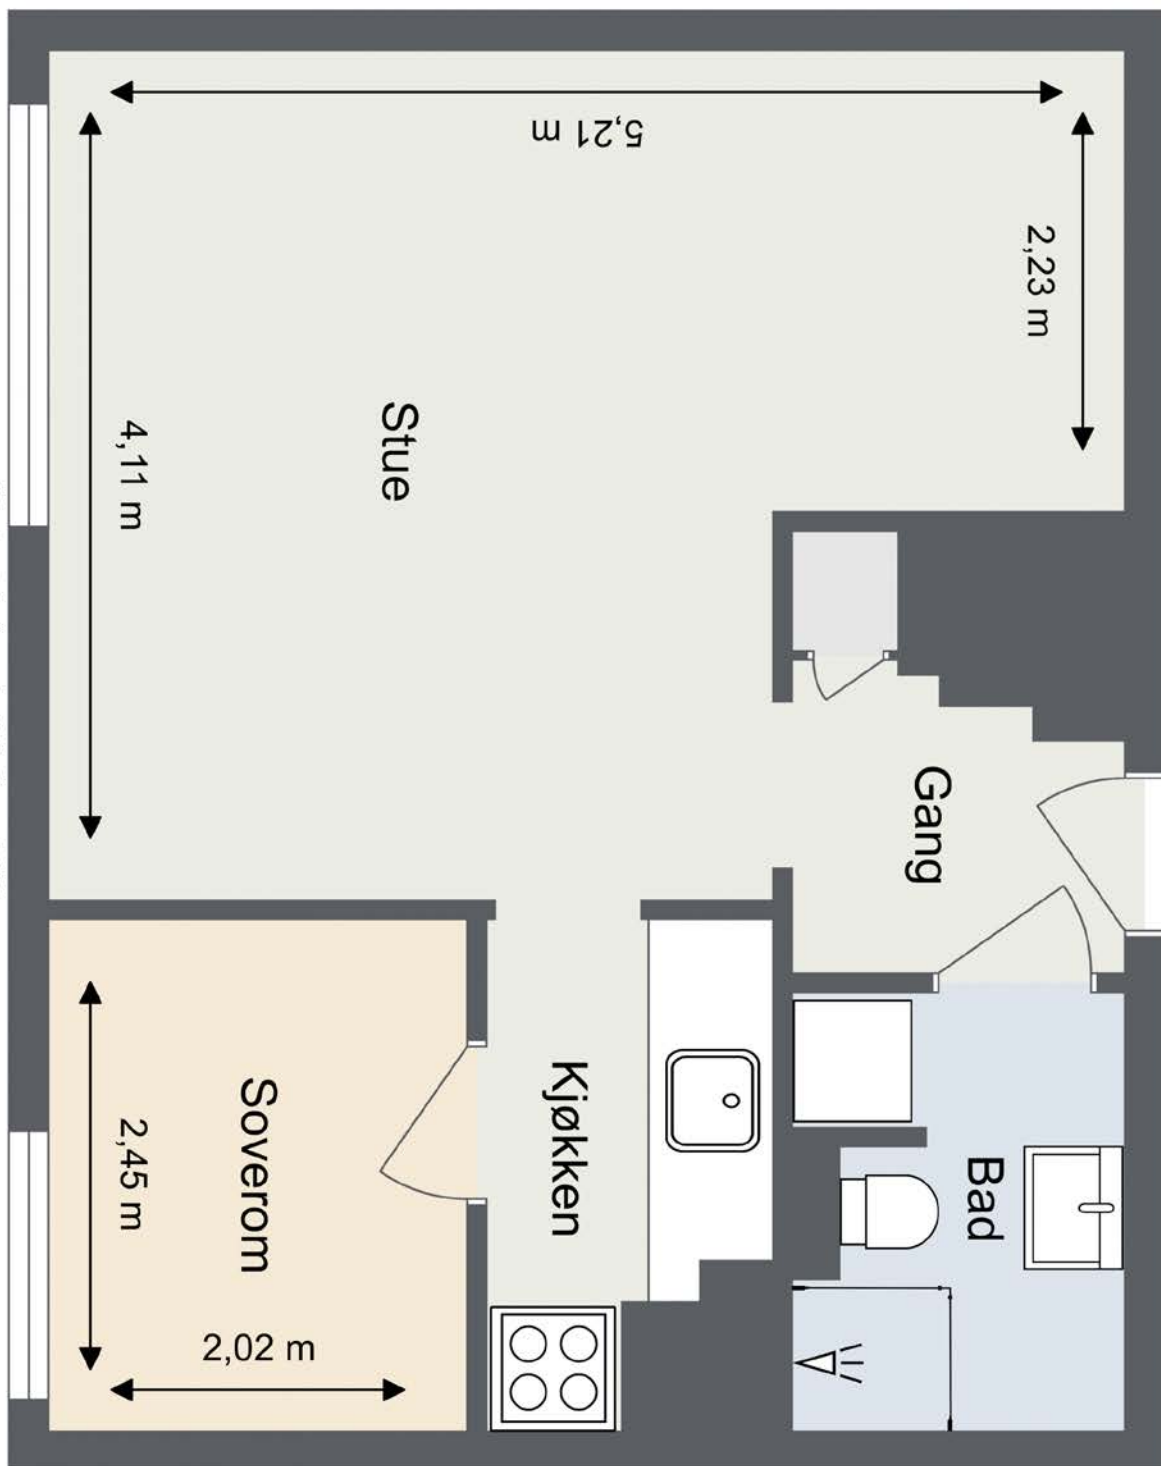 5,21 m
2,23 m
Stue
4,11 m
Gang
Kjøkken
Bad
Soverom
2,45 m
2,02 m